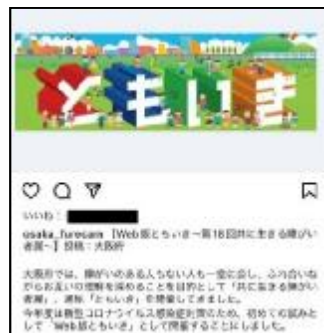 ともいき
いいね：
osaka_furecam 【Web版ともいき〜第18回共に生きる障がい
者展〜】投稿：大阪府
大阪府では、障がいのある人もない人も一堂に会し、ふれ合いな
がらお互いの理解を深めることを目的として「共に生きる障がい
者展」、通称「ともいき」を開催してきました。
今年度は新型コロナウイルス感染症対策のため、初めての試みと
して「Web版ともいき」として開催することにしました。